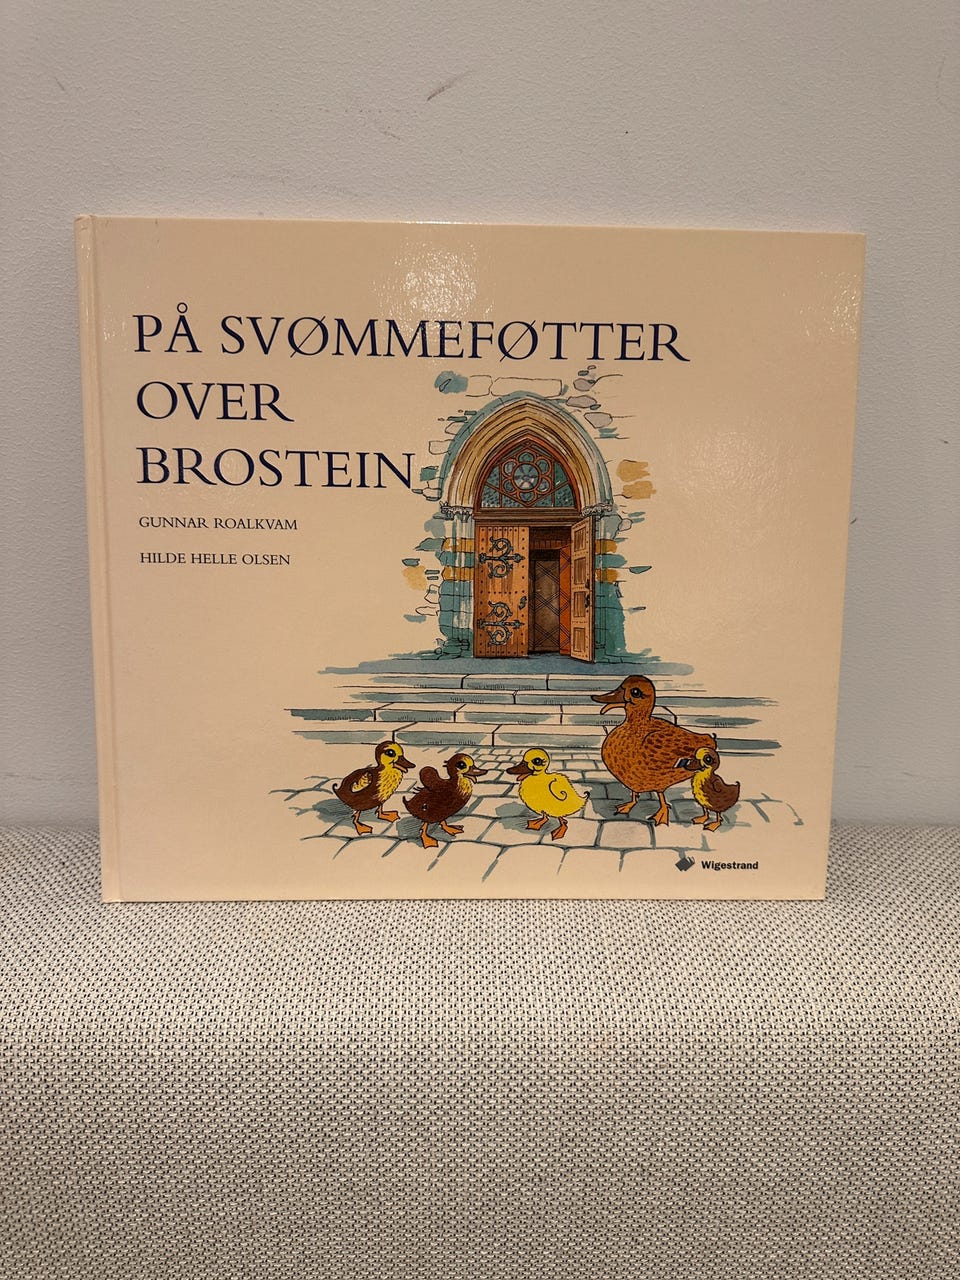 PÅ SVØMMEFØTTER
OVER
BROSTEIN
GUNNAR ROALKVAM
HILDE HELLE OLSEN
Wigestrand